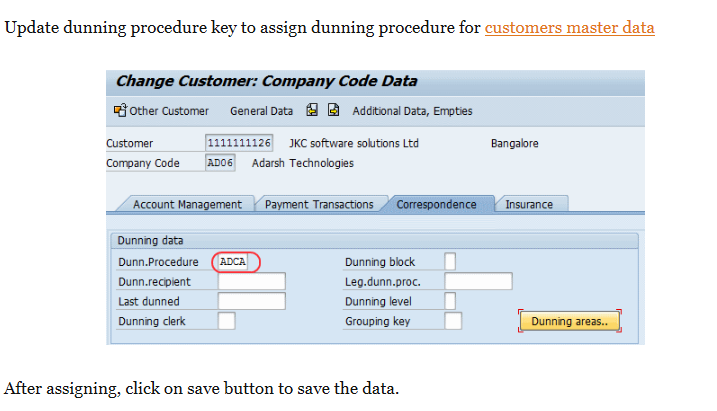 Update dunning procedure key to assign dunning procedure for customers master data
Change Customer: Company Code Data
Other Customer General Data Additional Data, Empties
Customer 1111111126 JKC software solutions Ltd Bangalore
Company Code AD06 Adarsh Technologies
Account Management Payment Transactions Correspondence Insurance
Dunning data
Dunn.Procedure ADCA Dunning block
Dunn.recipient Leg.dunn.proc.
Last dunned Dunning level
Dunning clerk Grouping key Dunning areas..
After assigning, click on save button to save the data.